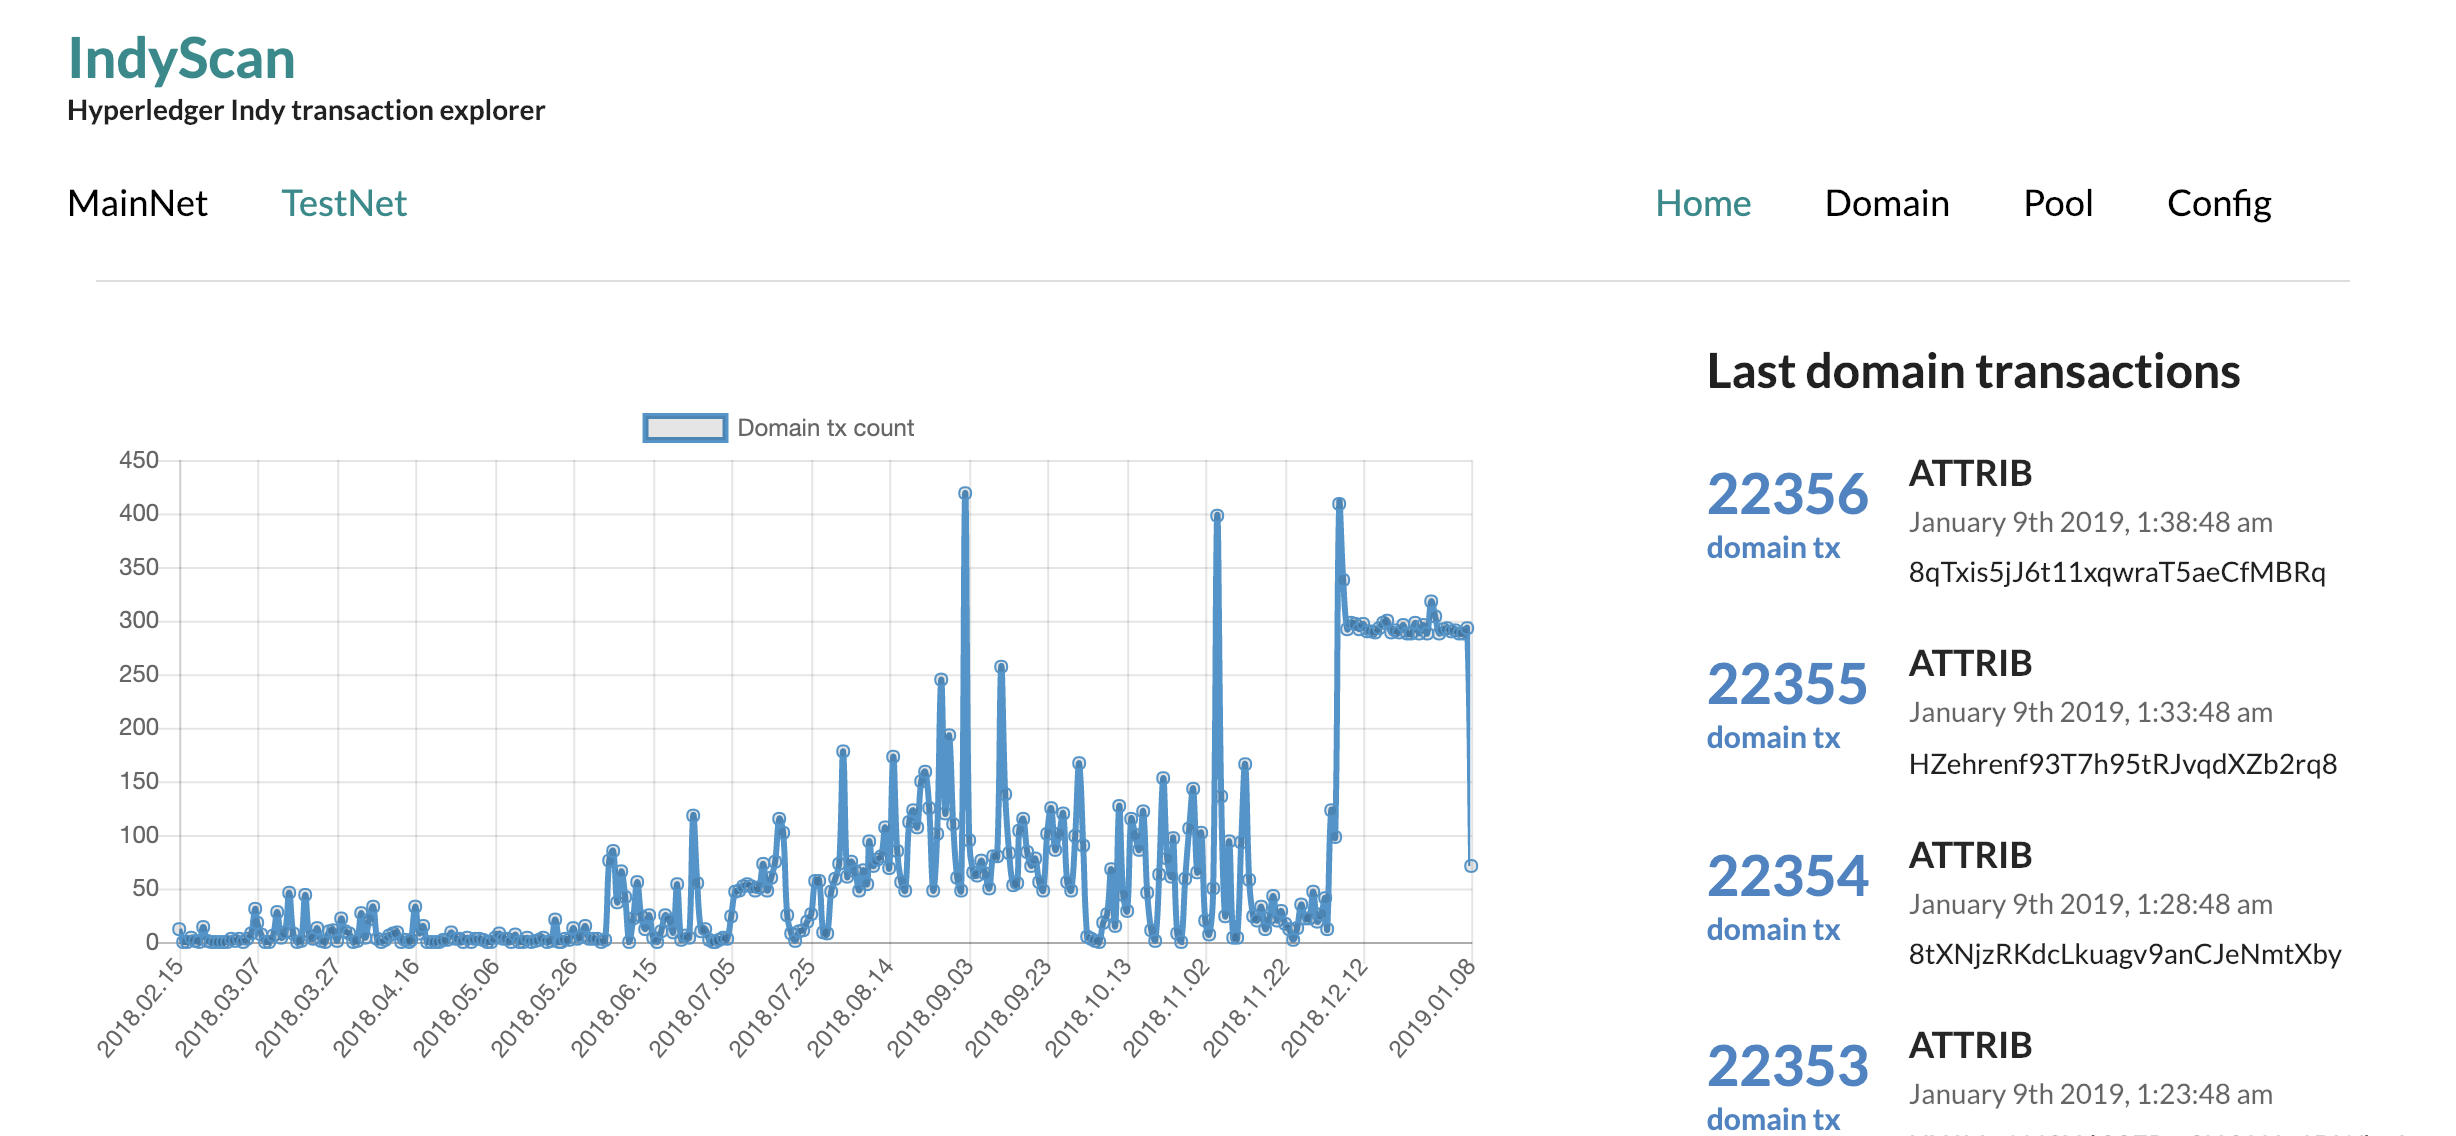 IndyScan
Hyperledger Indy transaction explorer
MainNet TestNet Home Domain Pool Config
Domain tx count
450
400
350
300
250
200
150
100
50
0
2018.02.15 2018.03.07 2018.03.27 2018.04.16 2018.05.06 2018.05.26 2018.06.15 2018.07.05 2018.07.25 2018.08.14 2018.09.03 2018.09.23 2018.10.13 2018.11.02 2018.11.22 2018.12.12 2019.01.08
Last domain transactions
22356
domain tx
ATTRIB
January 9th 2019, 1:38:48 am
8qTxis5jJ6t11xqwraT5aeCfMBRq
22355
domain tx
ATTRIB
January 9th 2019, 1:33:48 am
HZehrenf93T7h95tRJvqdXZb2rq8
22354
domain tx
ATTRIB
January 9th 2019, 1:28:48 am
8tXNjzRKdcLkuagv9anCJeNmtXby
22353
domain tx
ATTRIB
January 9th 2019, 1:23:48 am